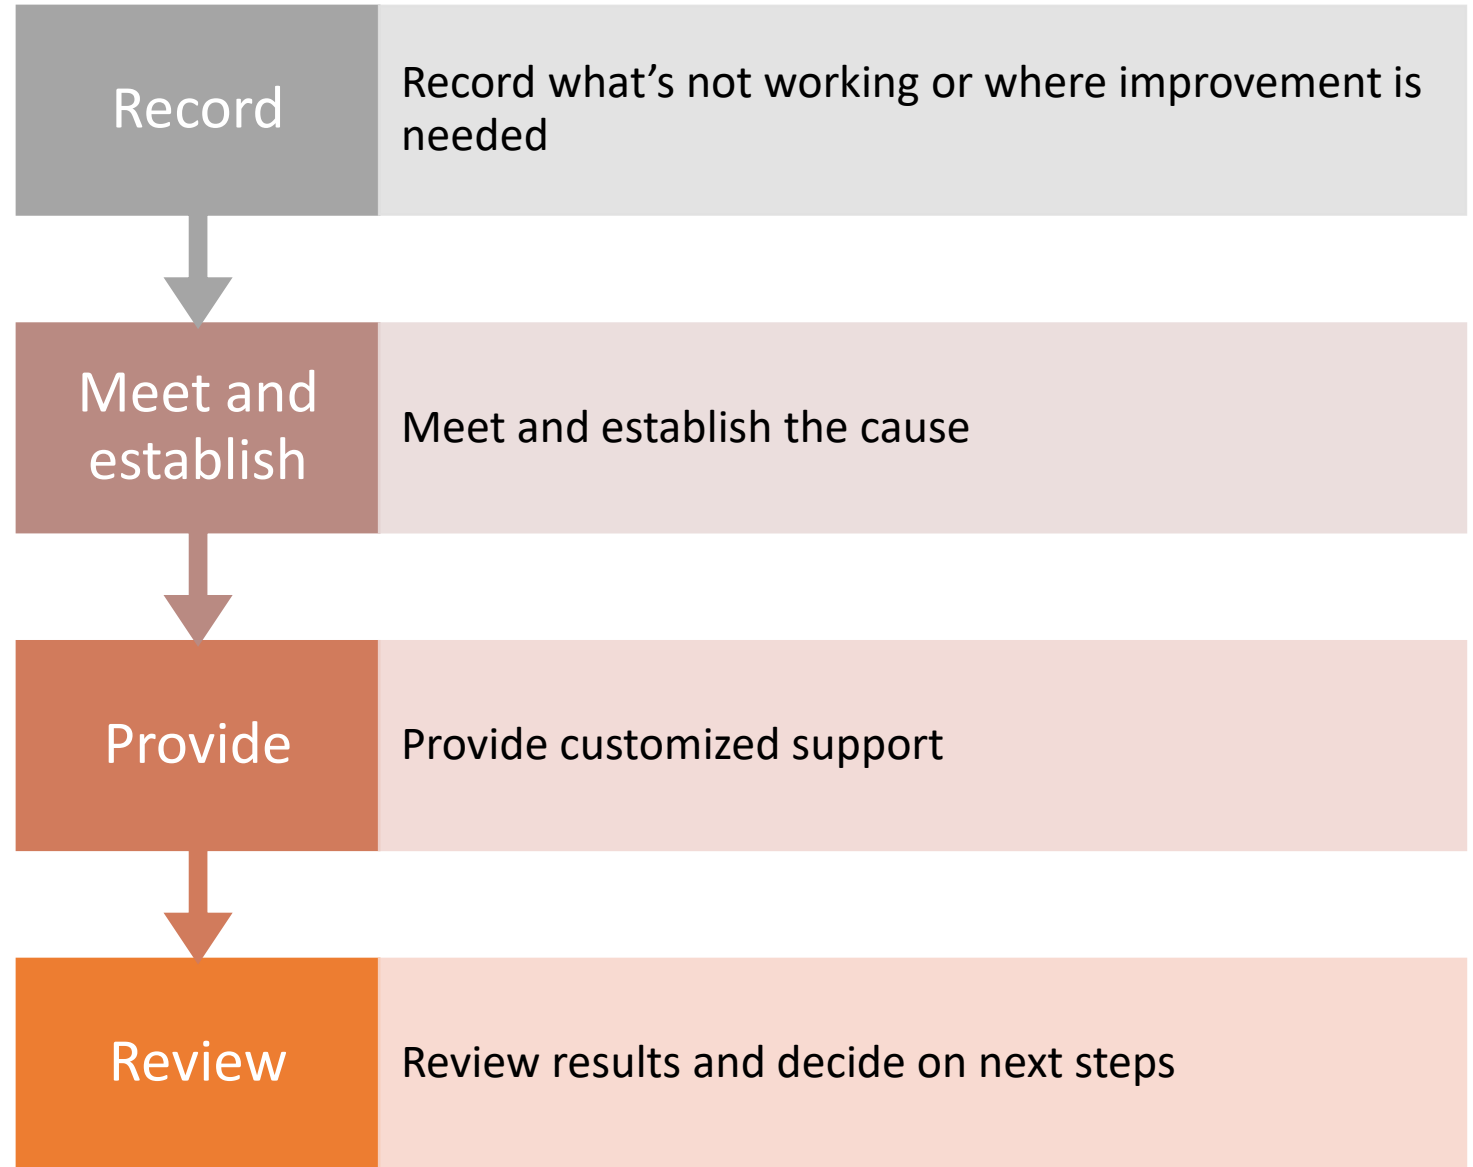 Record
Record what’s not working or where improvement is
needed
Meet and
establish
Meet and establish the cause
Provide
Provide customized support
Review
Review results and decide on next steps